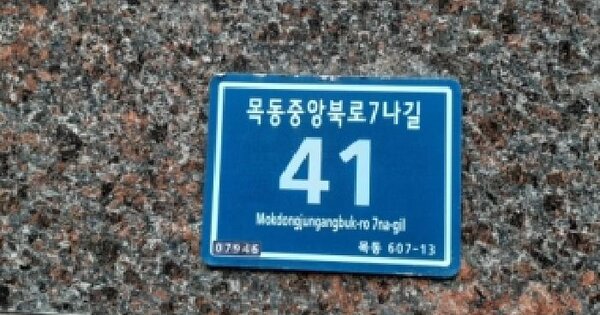 목동중앙북로7나길
41
Mokdongjungangbuk-ro 7na-gil
07946 목동 607-13